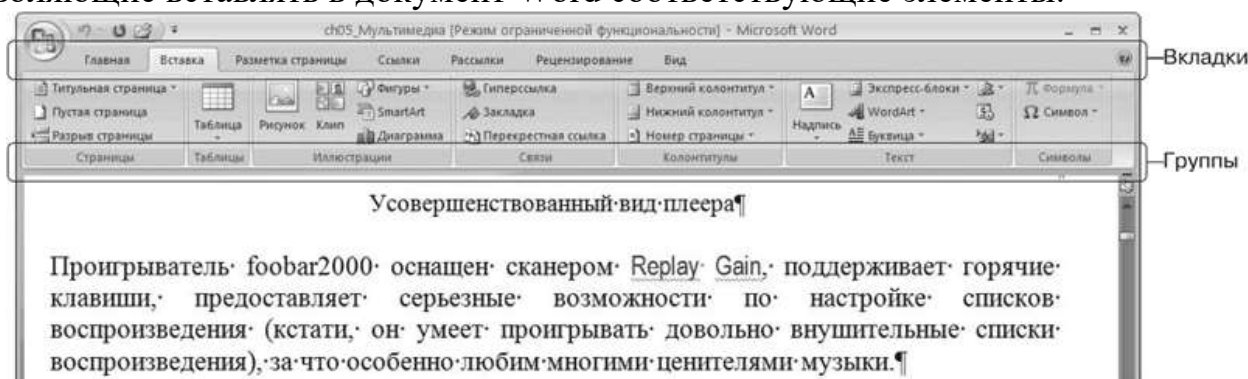 воляющие вставлять в документ Word соответствующие элементы.
ch05_Мультимедиа [Режим ограниченной функциональности] - Microsoft Word
Главная Вставка Разметка страницы Ссылки Рассылки Рецензирование Вид
Вкладки
Титульная страница
Пустая страница
Разрыв страницы
Таблица
Рисунок
Клип
Фигуры
SmartArt
Диаграмма
Гиперссылка
Закладка
Перекрестная ссылка
Верхний колонтитул
Нижний колонтитул
Номер страницы
Надпись
Экспресс-блоки
WordArt
Буквица
Формула
Символ
Страницы Таблицы Иллюстрации Связи Колонтитулы Текст Символы
Группы
Усовершенствованный·вид·плеера¶
Проигрыватель· foobar2000· оснащен· сканером· Replay· Gain,· поддерживает· горячие·
клавиши,· предоставляет· серьезные· возможности· по· настройке· списков·
воспроизведения· (кстати,· он· умеет· проигрывать· довольно· внушительные· списки·
воспроизведения),·за·что·особенно·любим·многими·ценителями·музыки.¶